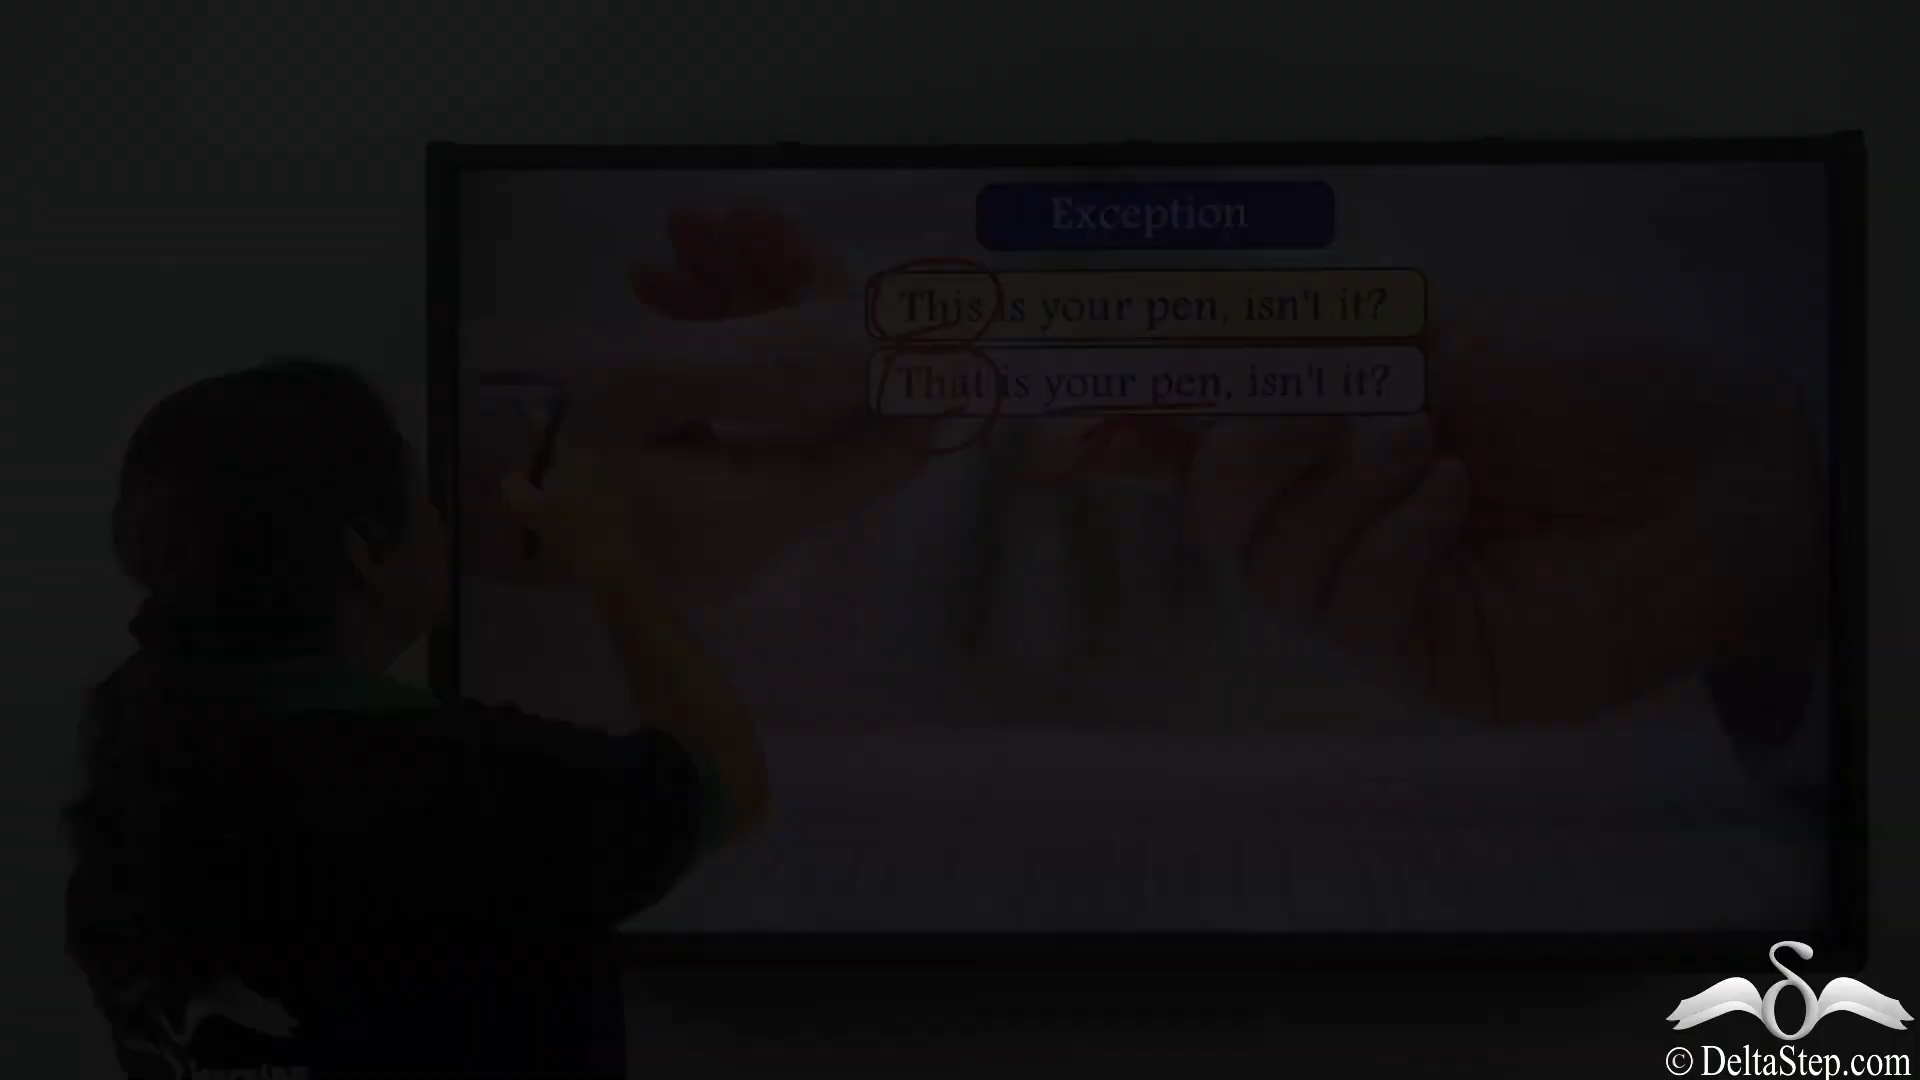 Exception
This is your pen, isn't it?
That is your pen, isn't it?
© DeltaStep.com